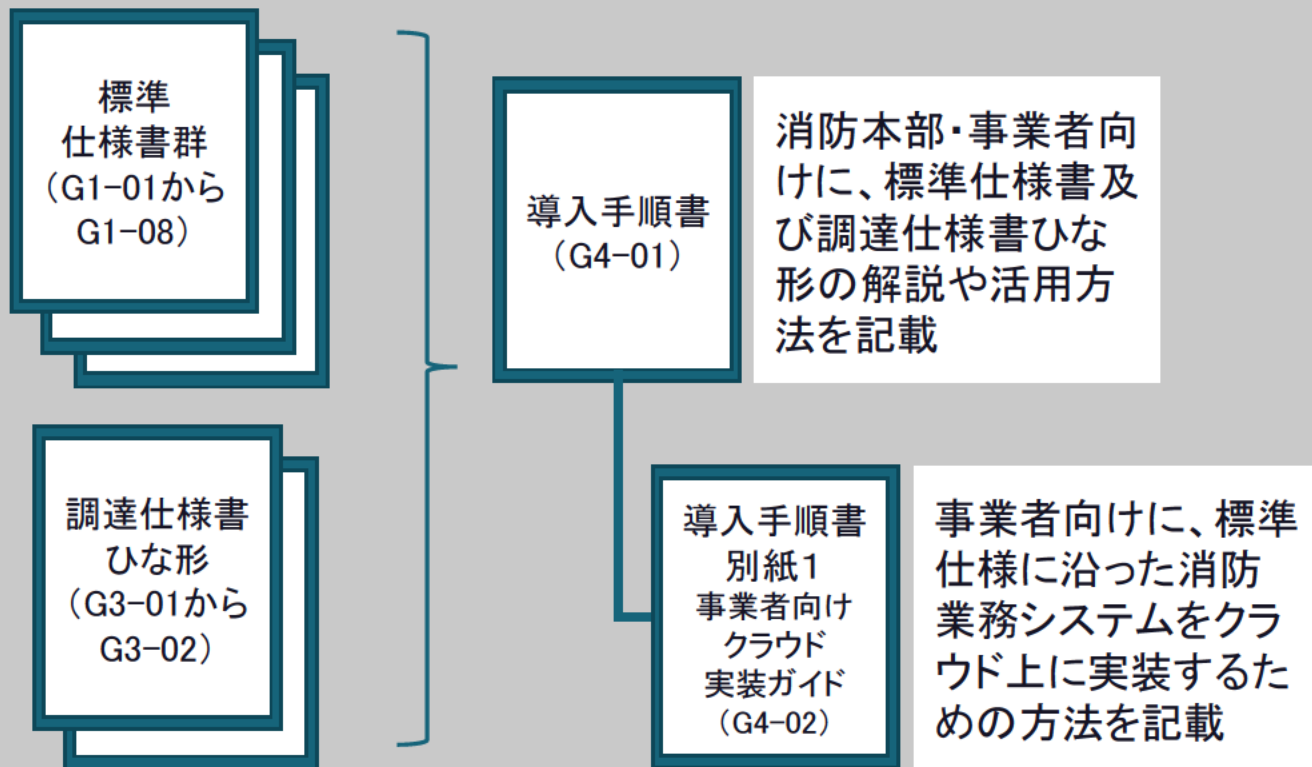 標準
仕様書群
（G1-01から
G1-08）
調達仕様書
ひな形
（G3-01から
G3-02）
導入手順書
（G4-01）
消防本部・事業者向
けに、標準仕様書及
び調達仕様書ひな
形の解説や活用方
法を記載
導入手順書
別紙１
事業者向け
クラウド
実装ガイド
（G4-02）
事業者向けに、標準
仕様に沿った消防
業務システムをクラ
ウド上に実装するた
めの方法を記載